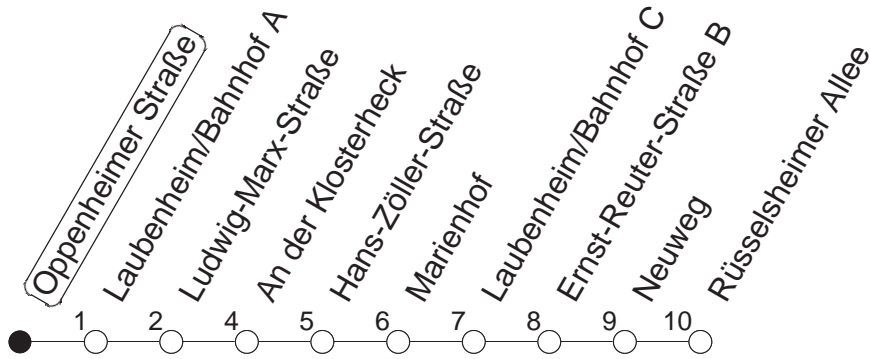 Oppenheimer Straße
Laubenheim/Bahnhof A
Ludwig-Marx-Straße
An der Klosterheck
Hans-Zöller-Straße
Marienhof
Laubenheim/Bahnhof C
Ernst-Reuter-Straße B
Neuweg
Rüsselsheimer Allee
1 2 4 5 6 7 8 9 10